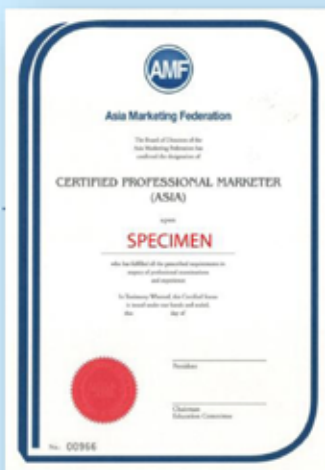 AMF
Asia Marketing Federation
The Board of Directors of the
Asia Marketing Federation has
conferred the designation of
CERTIFIED PROFESSIONAL MARKETER
(ASIA)
upon
SPECIMEN
who has fulfilled all the prescribed requirements in
respect of professional examinations
and experience
In Testimony Whereof, this Certified
is issued under our hands and sealed,
this day of
President
Chairman
Education Committee
No. 00966